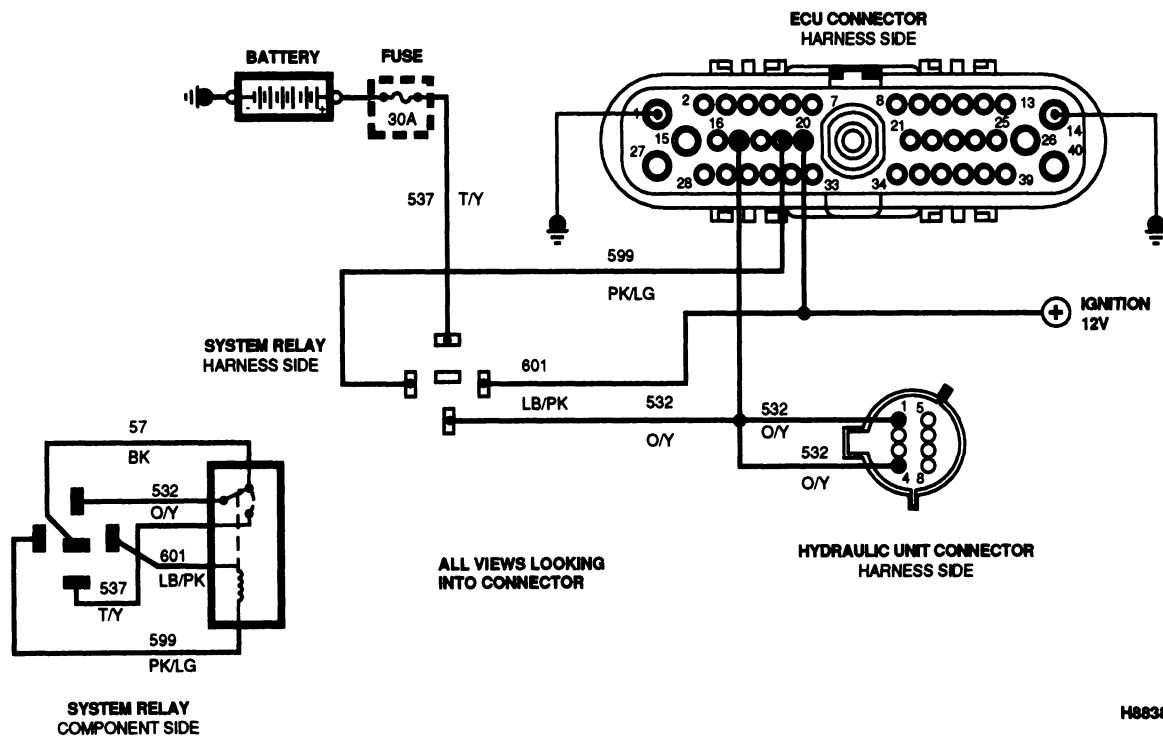 ECU CONNECTOR
HARNESS SIDE
BATTERY
FUSE
- +
30A
1
2
7
8
13
14
15
16
20
21
25
26
27
28
33
34
39
40
537 T/Y
599
PK/LG
IGNITION
12V
+
SYSTEM RELAY
HARNESS SIDE
601
LB/PK
532
O/Y
532
O/Y
532
O/Y
1 5
4 8
57
BK
532
O/Y
601
LB/PK
537
T/Y
599
PK/LG
ALL VIEWS LOOKING
INTO CONNECTOR
HYDRAULIC UNIT CONNECTOR
HARNESS SIDE
SYSTEM RELAY
COMPONENT SIDE